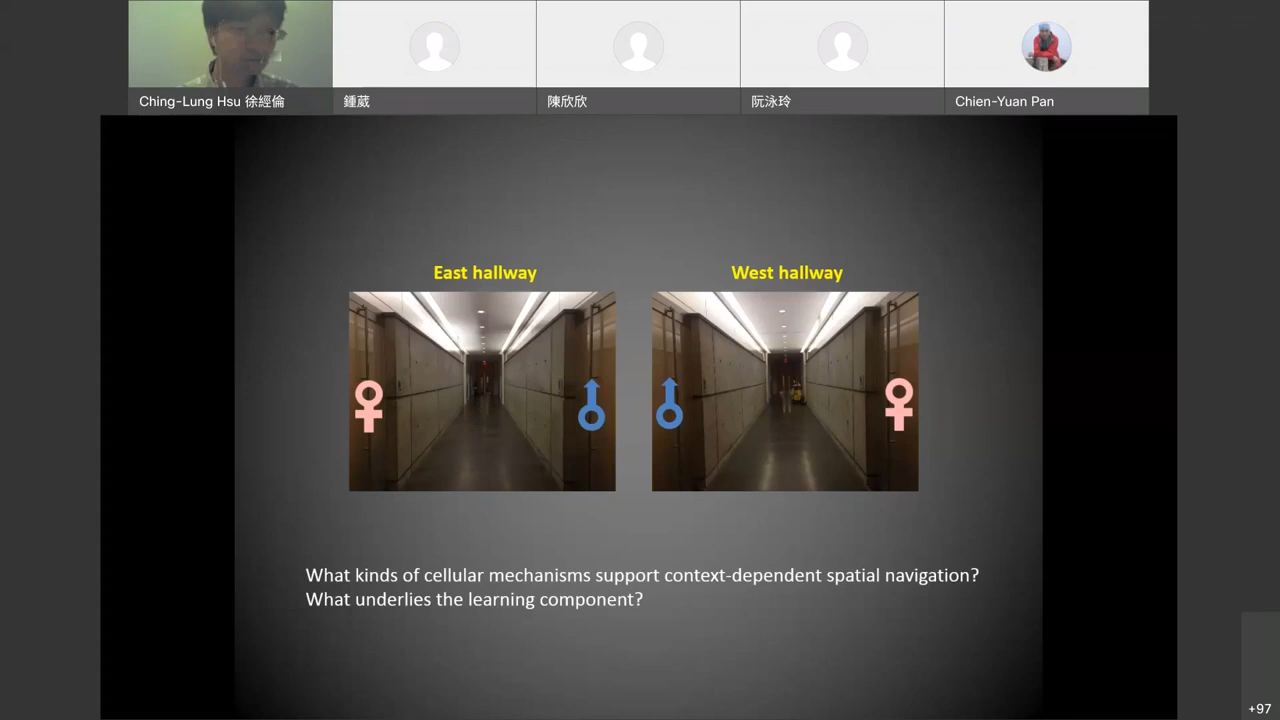 Ching-Lung Hsu 徐經倫
鍾葳
陳欣欣
阮泳玲
Chien-Yuan Pan
East hallway
West hallway
What kinds of cellular mechanisms support context-dependent spatial navigation?
What underlies the learning component?
+97